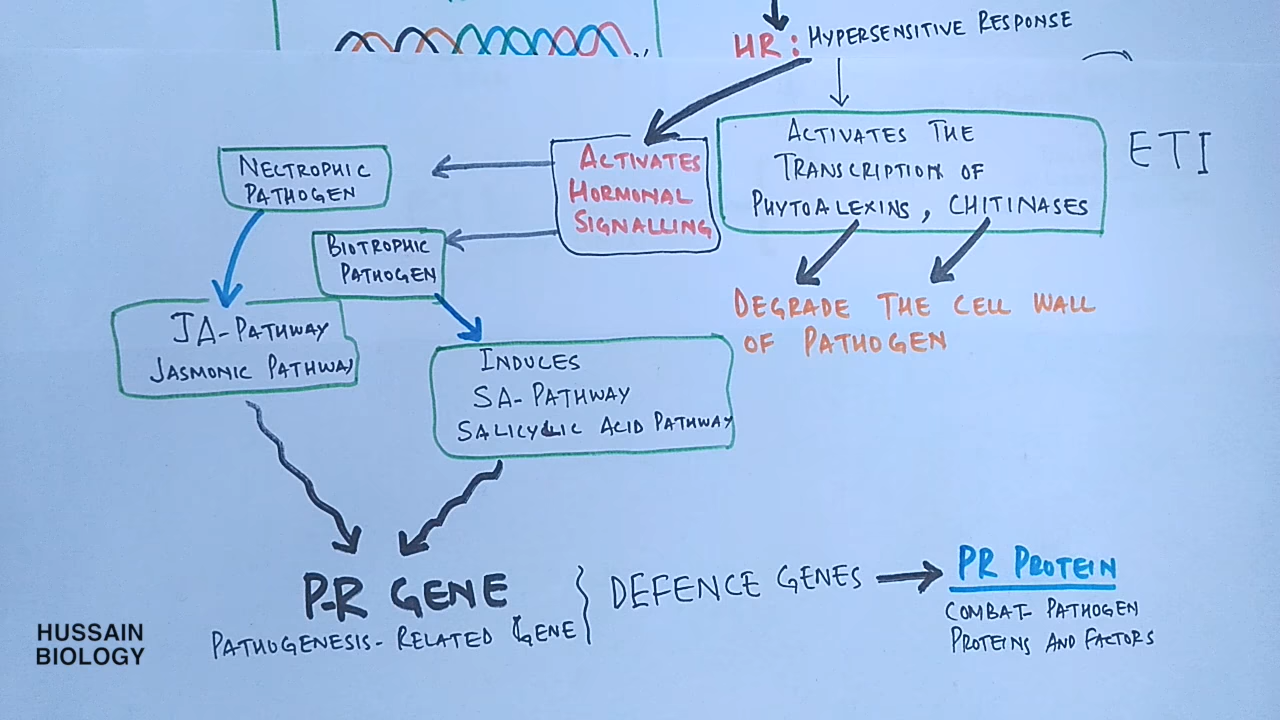 HR: HYPERSENSITIVE RESPONSE
ACTIVATES THE
TRANSCRIPTION OF
PHYTOALEXINS, CHITINASES
ETI
ACTIVATES
HORMONAL
SIGNALLING
NECTROPHIC
PATHOGEN
BIOTROPHIC
PATHOGEN
DEGRADE THE CELL WALL
OF PATHOGEN
JA-PATHWAY
JASMONIC PATHWAY
INDUCES
SA-PATHWAY
SALICYLIC ACID PATHWAY
P-R GENE
PATHOGENESIS-RELATED GENE
DEFENCE GENES
PR PROTEIN
COMBAT PATHOGEN
PROTEINS AND FACTORS
HUSSAIN
BIOLOGY